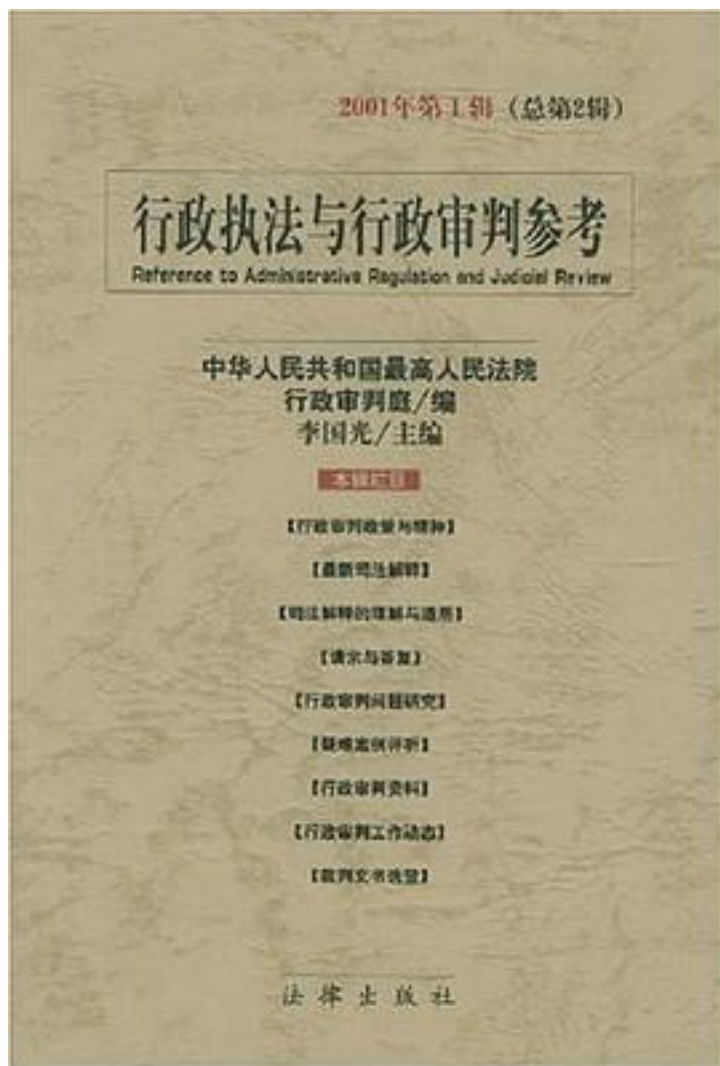 2001年第1辑（总第2辑）
行政执法与行政审判参考
Reference to Administrative Regulation and Judicial Review
中华人民共和国最高人民法院
行政审判庭/编
李国光/主编
本辑栏目
【行政审判政策与精神】
【最新司法解释】
【司法解释的理解与适用】
【请示与答复】
【行政审判问题研究】
【疑难案例评析】
【行政审判资料】
【行政审判工作动态】
【裁判文书选登】
法律出版社